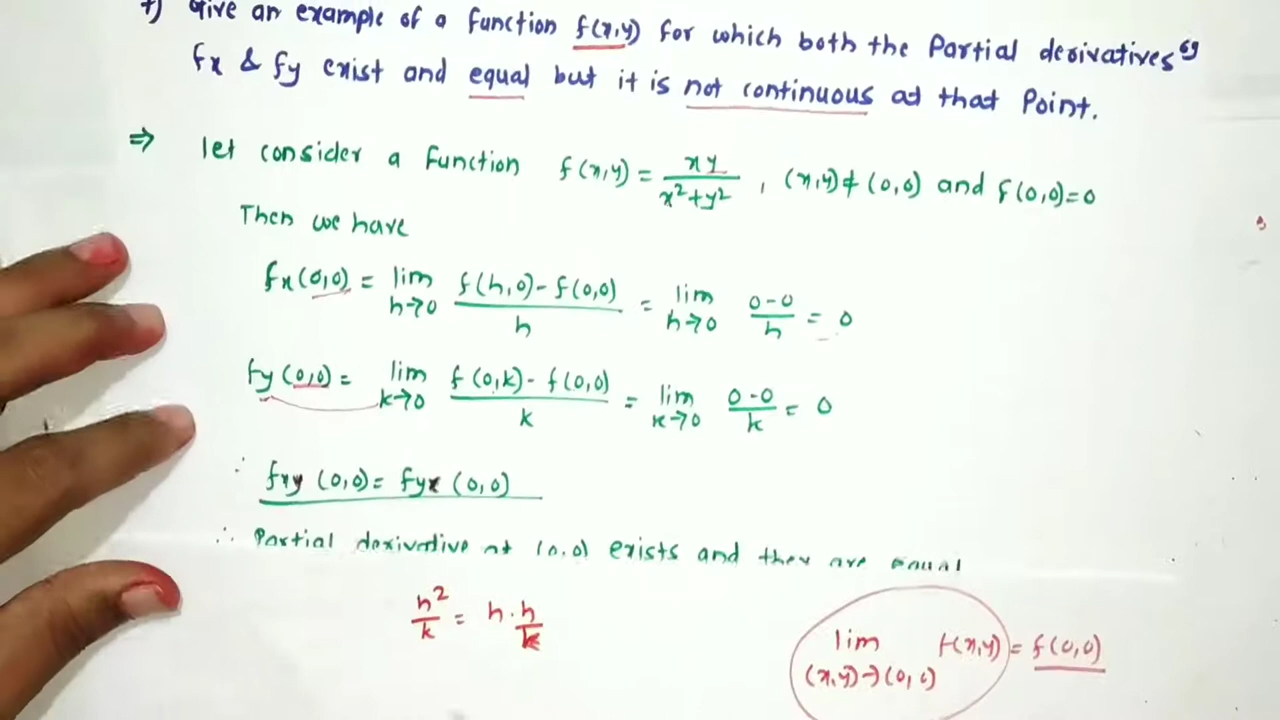 Give an example of a function f(x,y) for which both the Partial derivatives
fx & fy exist and equal but it is not continuous at that Point.
⇒ let consider a function f(x,y) = xy/(x²+y²), (x,y) ≠ (0,0) and f(0,0)=0
Then we have
fx(0,0) = lim h→0 (f(h,0) - f(0,0))/h = lim h→0 (0-0)/h = 0
fy(0,0) = lim k→0 (f(0,k) - f(0,0))/k = lim k→0 (0-0)/k = 0
∴ fxy (0,0) = fyx (0,0)
∴ Partial derivative at (0,0) exists and they are equal
h²/k = h·h/k
lim (x,y)→(0,0) f(x,y) = f(0,0)